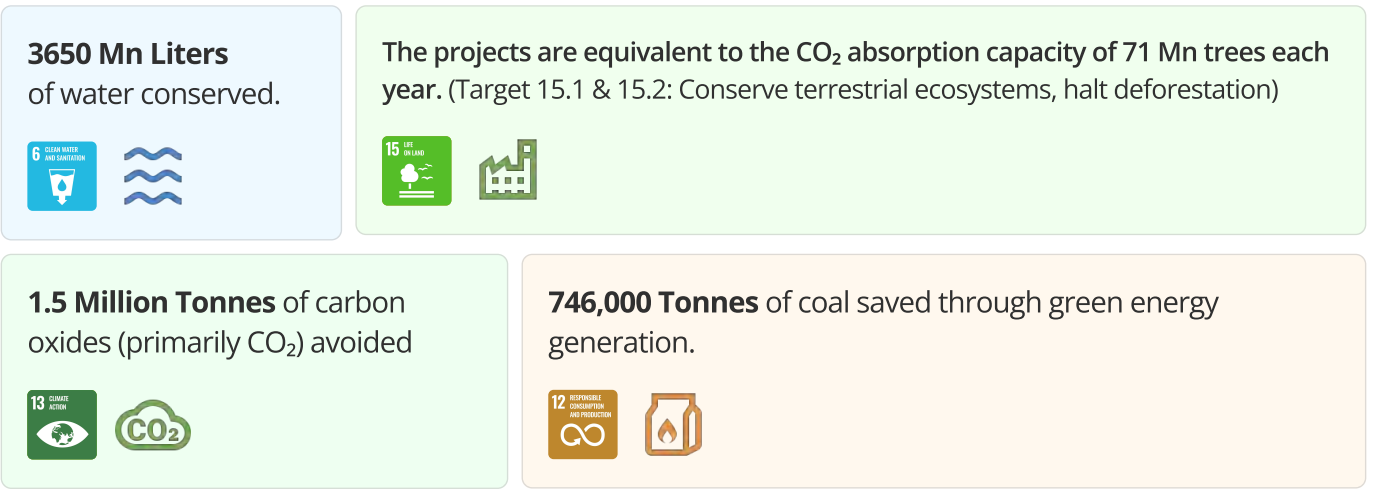 3650 Mn Liters
of water conserved.
6 CLEAN WATER
AND SANITATION
The projects are equivalent to the CO₂ absorption capacity of 71 Mn trees each
year. (Target 15.1 & 15.2: Conserve terrestrial ecosystems, halt deforestation)
15 LIFE
ON LAND
1.5 Million Tonnes of carbon
oxides (primarily CO₂) avoided
13 CLIMATE
ACTION
CO₂
746,000 Tonnes of coal saved through green energy
generation.
12 RESPONSIBLE
CONSUMPTION
AND PRODUCTION